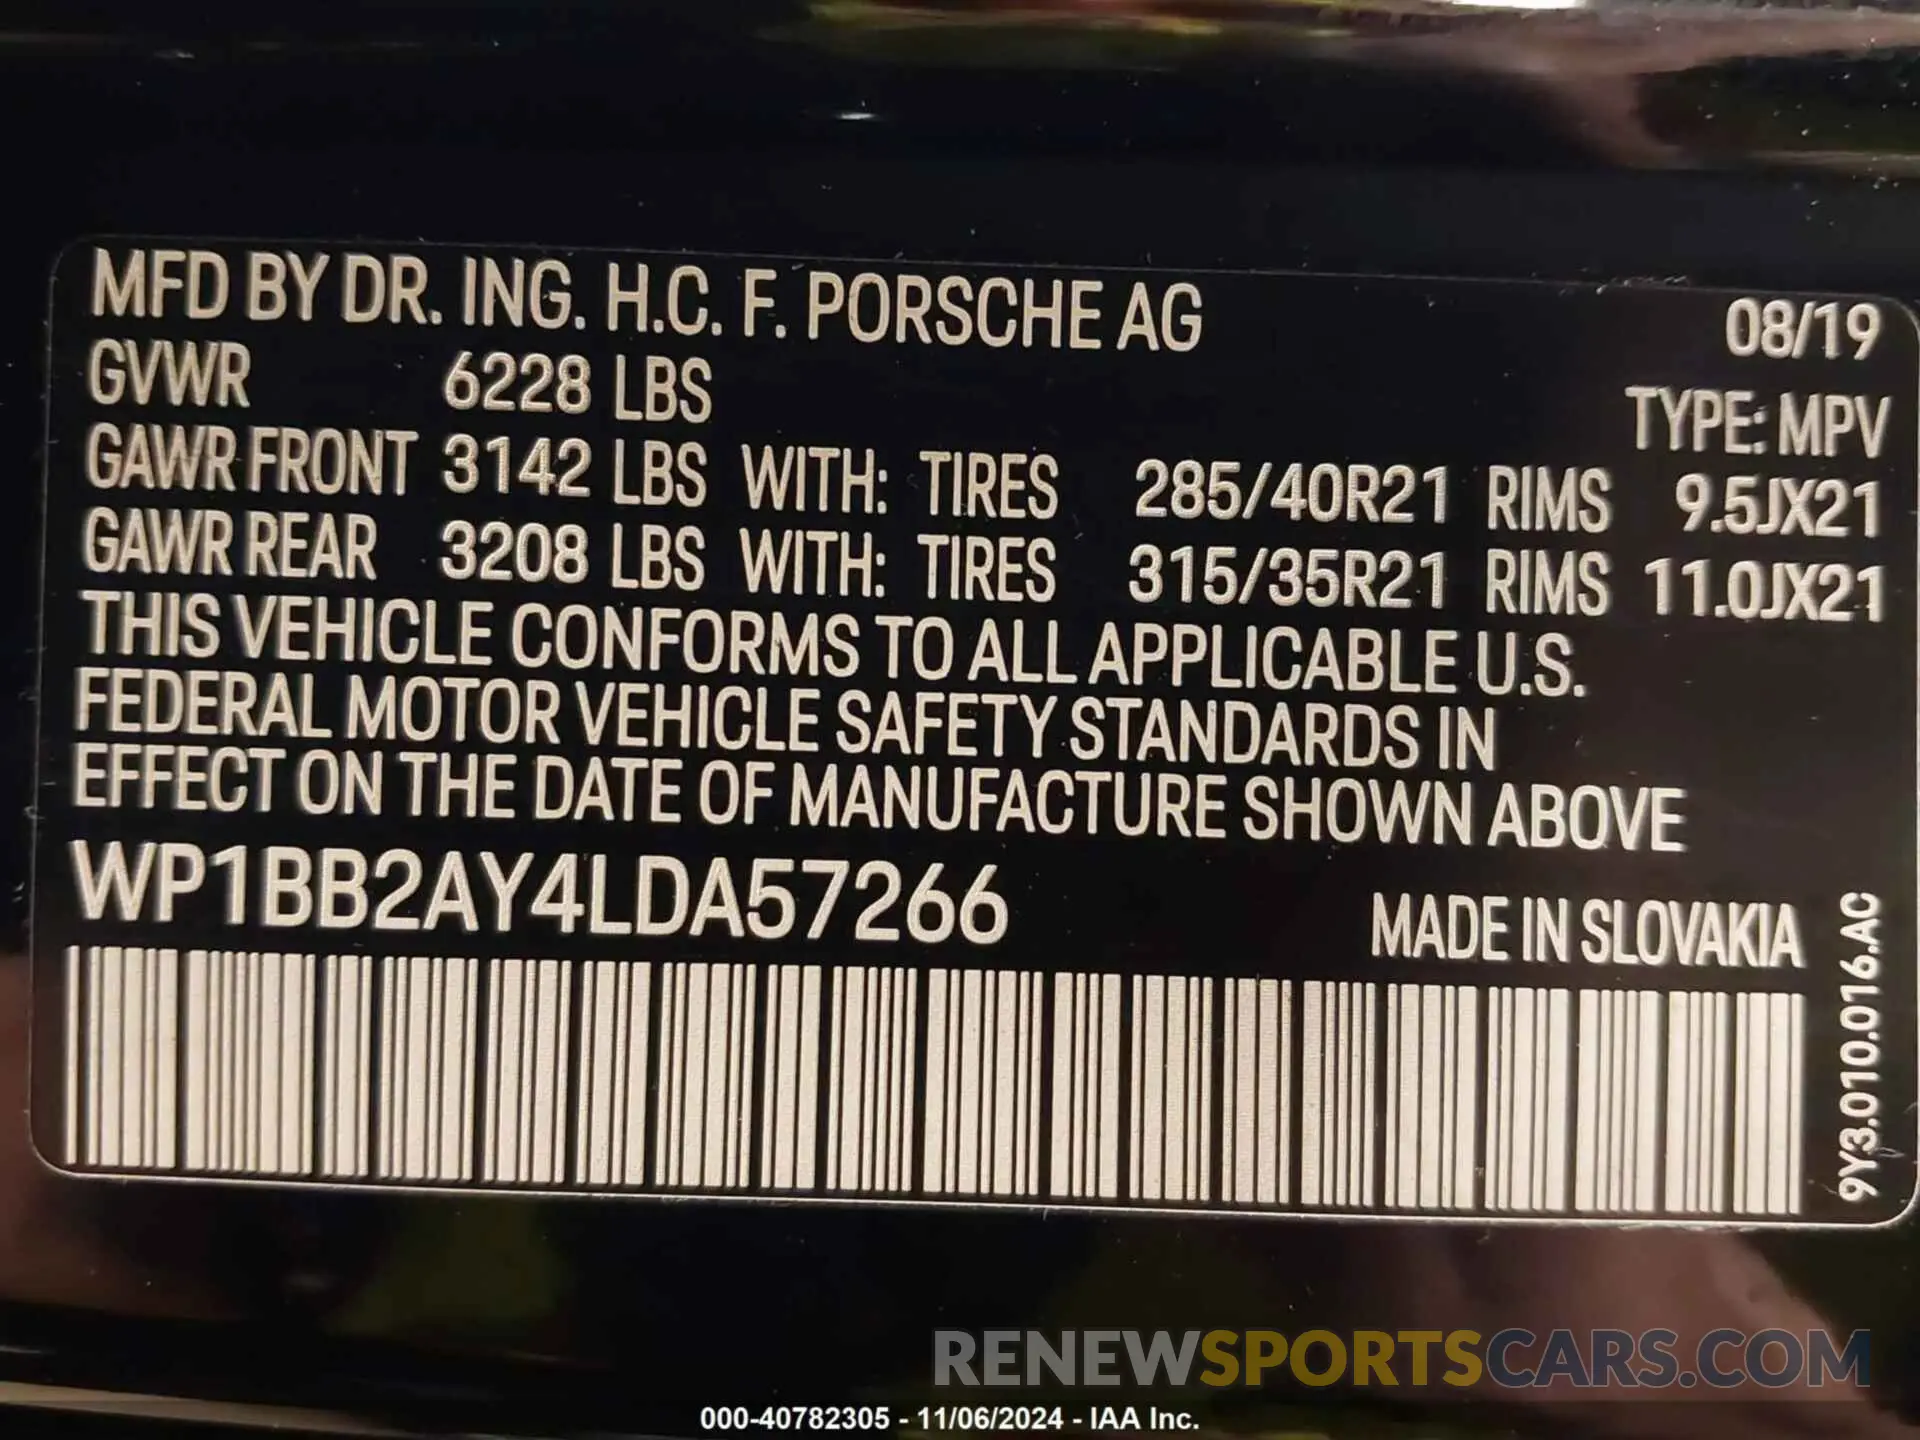 MFD BY DR. ING. H.C. F. PORSCHE AG 08/19
GVWR 6228 LBS TYPE: MPV
GAWR FRONT 3142 LBS WITH: TIRES 285/40R21 RIMS 9.5JX21
GAWR REAR 3208 LBS WITH: TIRES 315/35R21 RIMS 11.0JX21
THIS VEHICLE CONFORMS TO ALL APPLICABLE U.S.
FEDERAL MOTOR VEHICLE SAFETY STANDARDS IN
EFFECT ON THE DATE OF MANUFACTURE SHOWN ABOVE
WP1BB2AY4LDA57266
MADE IN SLOVAKIA
9Y3.010.016.AC
RENEWSPORTSCARS.COM
000-40782305 - 11/06/2024 - IAA Inc.